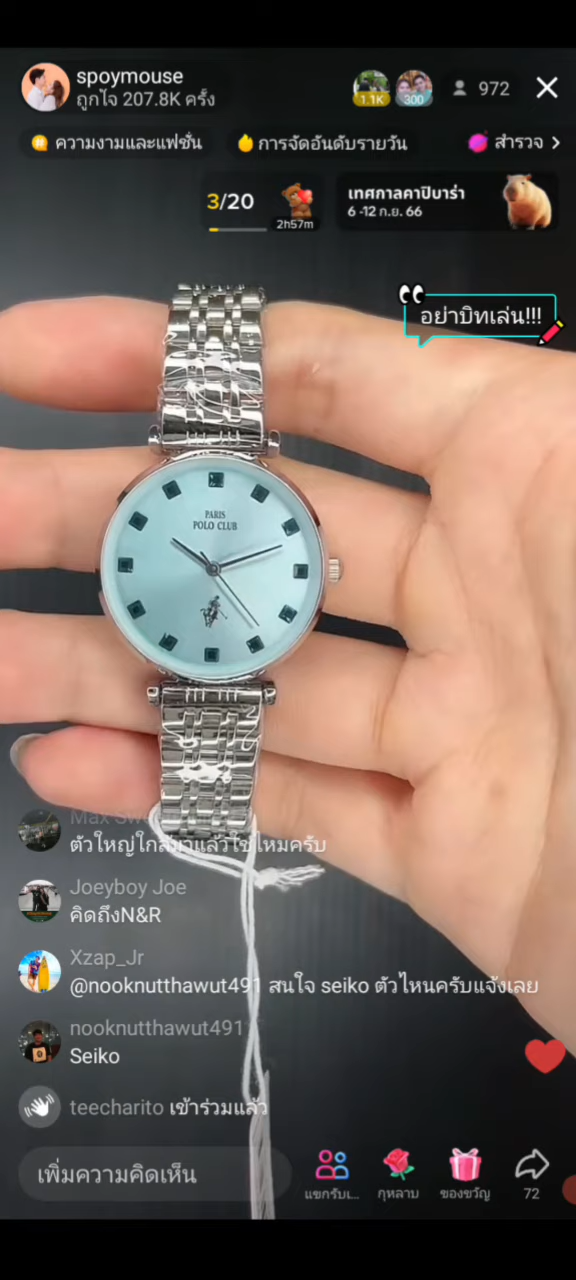 spoymouse
ถูกใจ 207.8K ครั้ง
1.1K
300
972
ความงามและแฟชั่น
การจัดอันดับรายวัน
สำรวจ
3/20
2h57m
เทศกาลคาปิบาร่า
6 -12 ก.ย. 66
อย่าบิทเล่น!!!
PARIS
POLO CLUB
Max
ตัวใหญ่ใกล้มาแล้วใช่ไหมครับ
Joeyboy Joe
คิดถึงN&R
Xzap_Jr
@nooknutthawut491 สนใจ seiko ตัวไหนครับแจ้งเลย
nooknutthawut491
Seiko
teecharito เข้าร่วมแล้ว
เพิ่มความคิดเห็น
แขกรับเ...
กุหลาบ
ของขวัญ
72